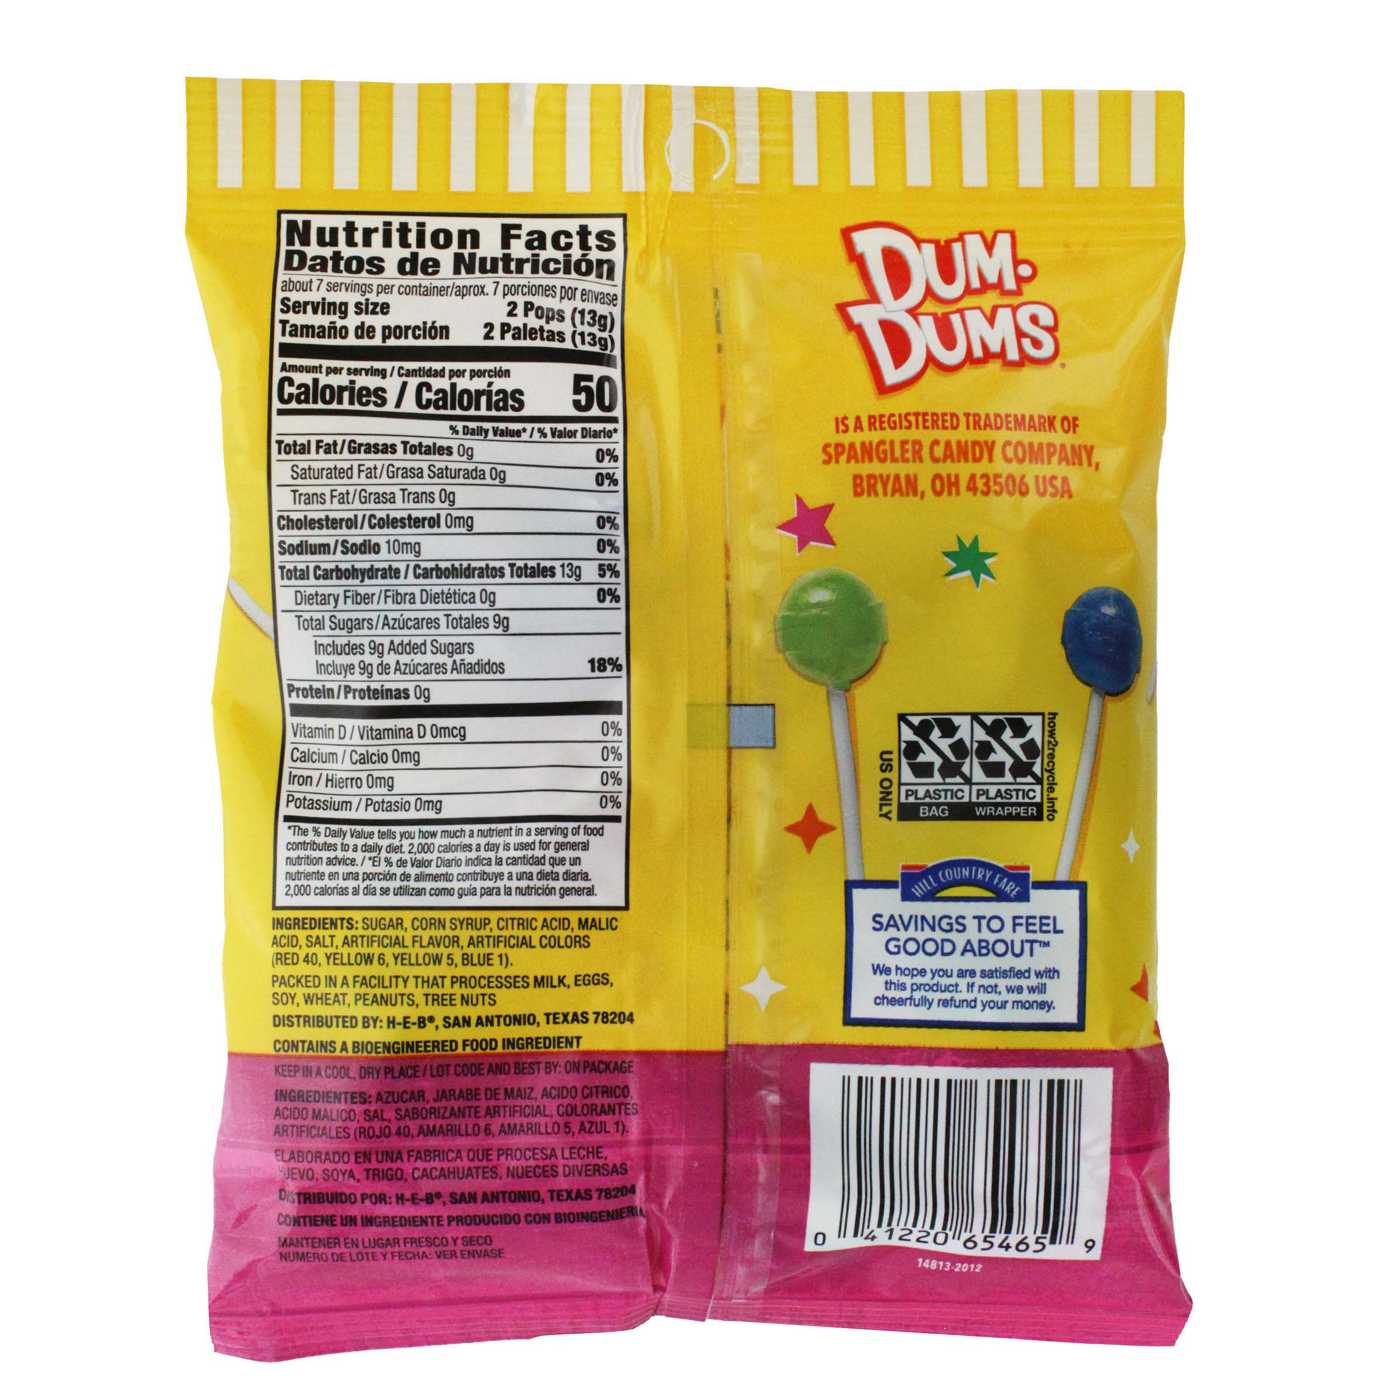 Nutrition Facts
Datos de Nutrición
about 7 servings per container/aprox. 7 porciones por envase
Serving size 2 Pops (13g)
Tamaño de porción 2 Paletas (13g)
Amount per serving / Cantidad por porción
Calories / Calorías 50
% Daily Value* / % Valor Diario*
Total Fat/Grasas Totales 0g 0%
Saturated Fat/Grasa Saturada 0g 0%
Trans Fat/Grasa Trans 0g
Cholesterol/Colesterol 0mg 0%
Sodium/Sodio 10mg 0%
Total Carbohydrate / Carbohidratos Totales 13g 5%
Dietary Fiber/Fibra Dietética 0g 0%
Total Sugars/Azúcares Totales 9g
Includes 9g Added Sugars
Incluye 9g de Azúcares Añadidos 18%
Protein/Proteínas 0g
Vitamin D / Vitamina D 0mcg 0%
Calcium / Calcio 0mg 0%
Iron / Hierro 0mg 0%
Potassium / Potasio 0mg 0%
*The % Daily Value tells you how much a nutrient in a serving of food
contributes to a daily diet. 2,000 calories a day is used for general
nutrition advice. / *El % de Valor Diario indica la cantidad que un
nutriente en una porción de alimento contribuye a una dieta diaria.
2,000 calorías al día se utilizan como guía para la nutrición general.
INGREDIENTS: SUGAR, CORN SYRUP, CITRIC ACID, MALIC
ACID, SALT, ARTIFICIAL FLAVOR, ARTIFICIAL COLORS
(RED 40, YELLOW 6, YELLOW 5, BLUE 1).
PACKED IN A FACILITY THAT PROCESSES MILK, EGGS,
SOY, WHEAT, PEANUTS, TREE NUTS
DISTRIBUTED BY: H-E-B®, SAN ANTONIO, TEXAS 78204
CONTAINS A BIOENGINEERED FOOD INGREDIENT
KEEP IN A COOL, DRY PLACE / LOT CODE AND BEST BY: ON PACKAGE
INGREDIENTES: AZUCAR, JARABE DE MAIZ, ACIDO CITRICO,
ACIDO MALICO, SAL, SABORIZANTE ARTIFICIAL, COLORANTES
ARTIFICIALES (ROJO 40, AMARILLO 6, AMARILLO 5, AZUL 1).
ELABORADO EN UNA FABRICA QUE PROCESA LECHE,
UEVO, SOYA, TRIGO, CACAHUATES, NUECES DIVERSAS
DISTRIBUIDO POR: H-E-B®, SAN ANTONIO, TEXAS 78204
CONTIENE UN INGREDIENTE PRODUCIDO CON BIOINGENIERIA
MANTENER EN LUGAR FRESCO Y SECO
NUMERO DE LOTE Y FECHA: VER ENVASE
DUM·
DUMS®
IS A REGISTERED TRADEMARK OF
SPANGLER CANDY COMPANY,
BRYAN, OH 43506 USA
US ONLY
PLASTIC PLASTIC
BAG WRAPPER
how2recycle.info
HILL COUNTRY FARE
SAVINGS TO FEEL
GOOD ABOUT™
We hope you are satisfied with
this product. If not, we will
cheerfully refund your money.
0 41220 65465 9
14813-2012